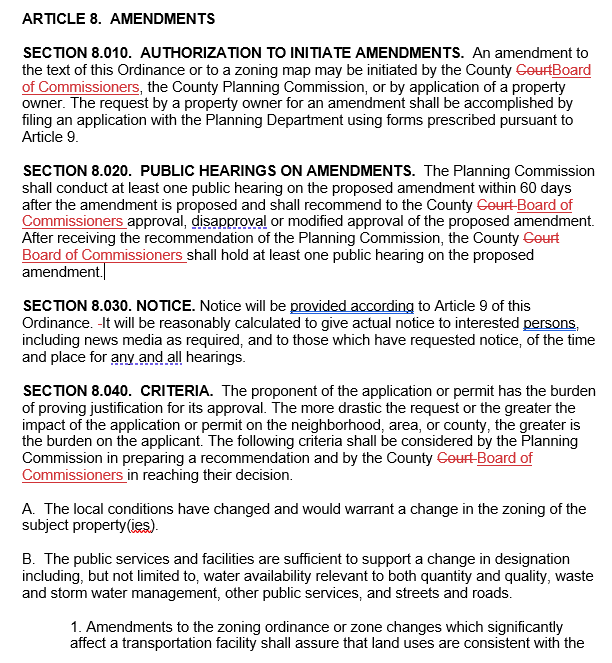 ARTICLE 8.  AMENDMENTS
SECTION 8.010.  AUTHORIZATION TO INITIATE AMENDMENTS.  An amendment to
the text of this Ordinance or to a zoning map may be initiated by the County CourtBoard
of Commissioners, the County Planning Commission, or by application of a property
owner. The request by a property owner for an amendment shall be accomplished by
filing an application with the Planning Department using forms prescribed pursuant to
Article 9.
SECTION 8.020.  PUBLIC HEARINGS ON AMENDMENTS.  The Planning Commission
shall conduct at least one public hearing on the proposed amendment within 60 days
after the amendment is proposed and shall recommend to the County Court Board of
Commissioners approval, disapproval or modified approval of the proposed amendment.
After receiving the recommendation of the Planning Commission, the County Court
Board of Commissioners shall hold at least one public hearing on the proposed
amendment.
SECTION 8.030. NOTICE. Notice will be provided according to Article 9 of this
Ordinance. -It will be reasonably calculated to give actual notice to interested persons,
including news media as required, and to those which have requested notice, of the time
and place for any and all hearings.
SECTION 8.040.  CRITERIA.  The proponent of the application or permit has the burden
of proving justification for its approval. The more drastic the request or the greater the
impact of the application or permit on the neighborhood, area, or county, the greater is
the burden on the applicant. The following criteria shall be considered by the Planning
Commission in preparing a recommendation and by the County Court Board of
Commissioners in reaching their decision.
A.  The local conditions have changed and would warrant a change in the zoning of the
subject property(ies).
B.  The public services and facilities are sufficient to support a change in designation
including, but not limited to, water availability relevant to both quantity and quality, waste
and storm water management, other public services, and streets and roads.
1. Amendments to the zoning ordinance or zone changes which significantly
affect a transportation facility shall assure that land uses are consistent with the